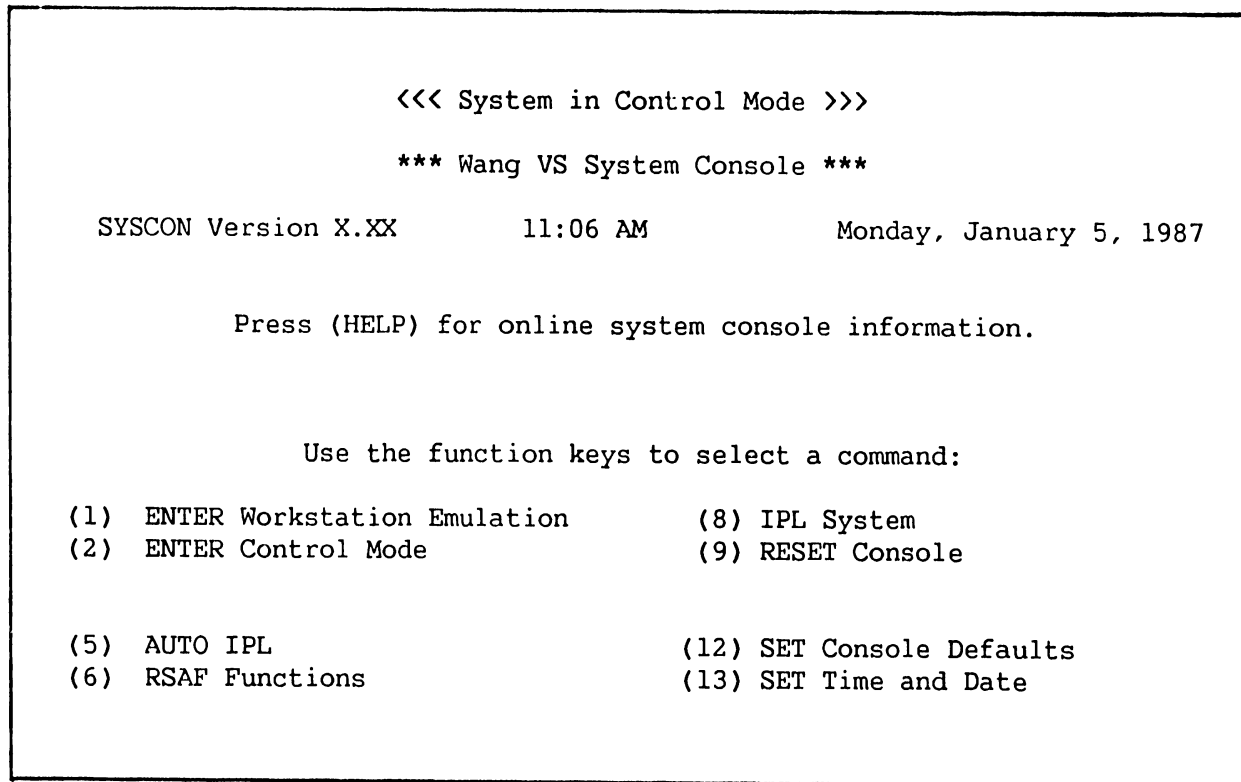 <<< System in Control Mode >>>
*** Wang VS System Console ***
SYSCON Version X.XX 11:06 AM Monday, January 5, 1987
Press (HELP) for online system console information.
Use the function keys to select a command:
(1) ENTER Workstation Emulation (8) IPL System
(2) ENTER Control Mode (9) RESET Console
(5) AUTO IPL (12) SET Console Defaults
(6) RSAF Functions (13) SET Time and Date